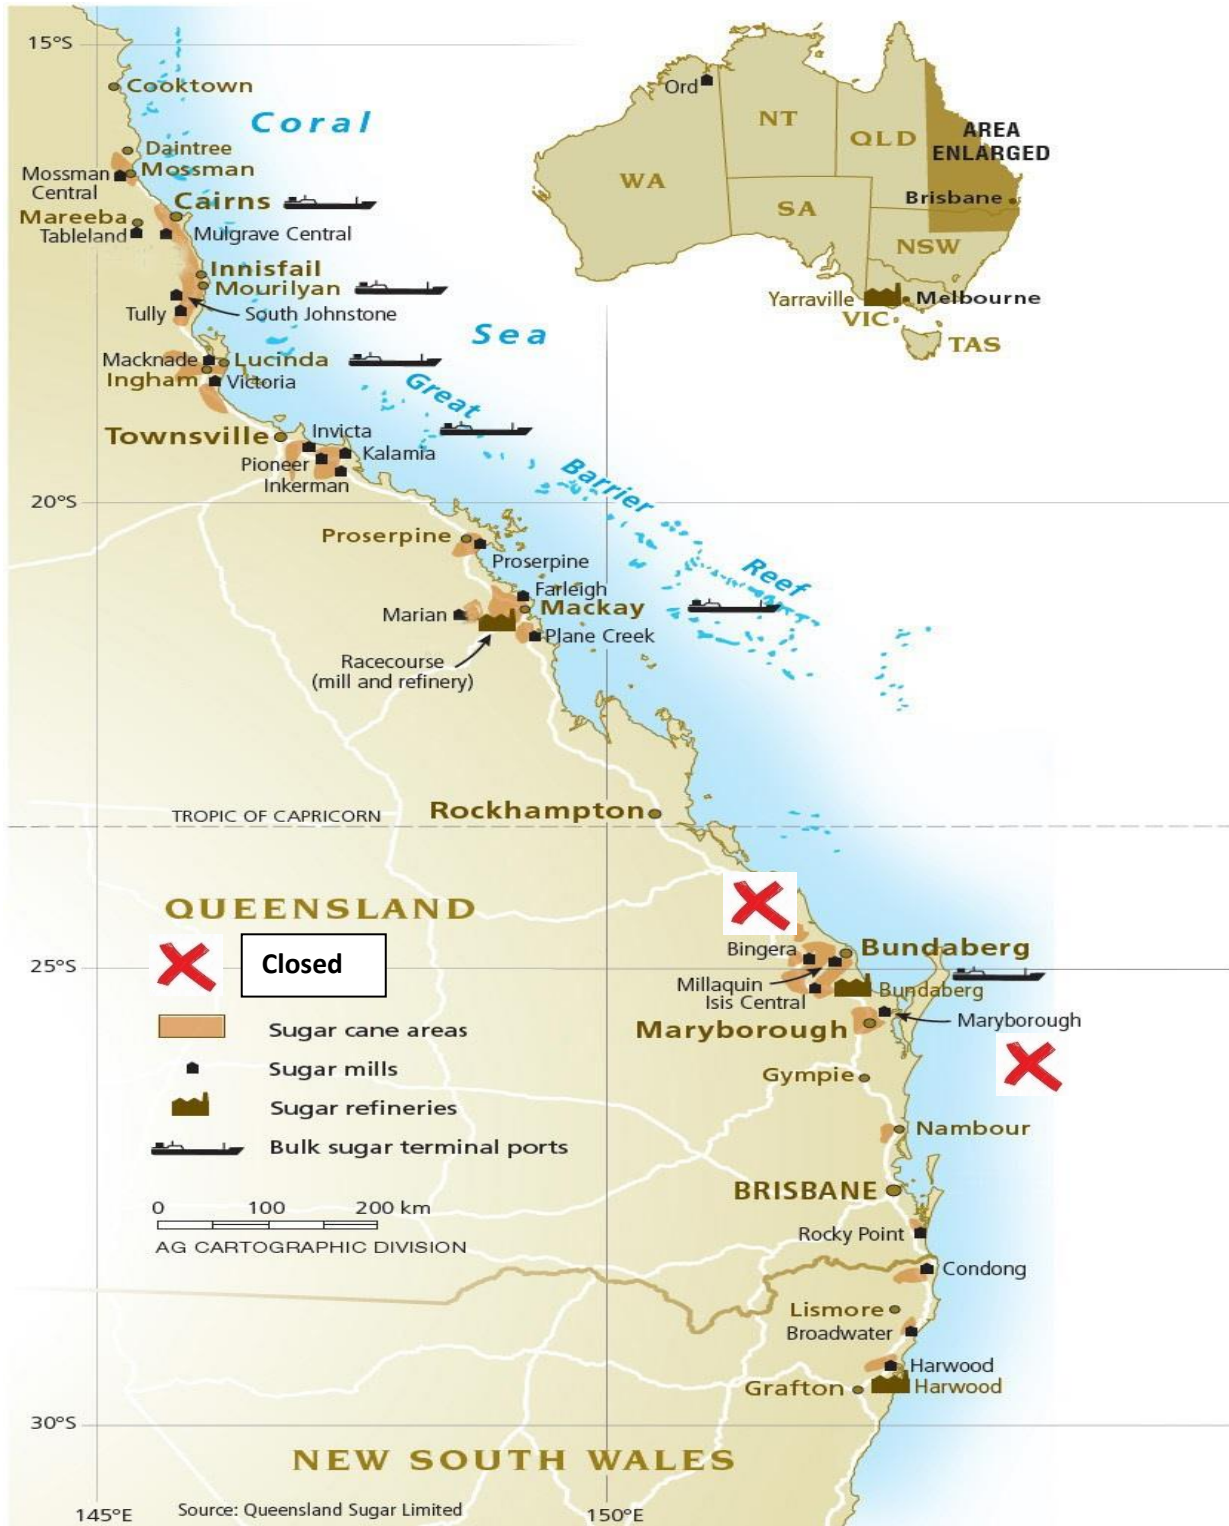 15°S
Cooktown
Coral
Daintree
Mossman
Mossman
Central
Cairns
Mareeba
Tableland
Mulgrave Central
Innisfail
Mourilyan
Tully
South Johnstone
Sea
Macknade
Lucinda
Ingham
Victoria
Great
Townsville
Invicta
Kalamia
Pioneer
Inkerman
Barrier
20°S
Proserpine
Proserpine
Reef
Farleigh
Marian
Mackay
Plane Creek
Racecourse
(mill and refinery)
Rockhampton
TROPIC OF CAPRICORN
Ord
NT
QLD
AREA
ENLARGED
WA
SA
Brisbane
NSW
Yarraville
Melbourne
VIC
TAS
QUEENSLAND
Closed
25°S
Sugar cane areas
Sugar mills
Sugar refineries
Bulk sugar terminal ports
0 100 200 km
AG CARTOGRAPHIC DIVISION
Bingera
Bundaberg
Millaquin
Isis Central
Bundaberg
Maryborough
Maryborough
Gympie
Nambour
BRISBANE
Rocky Point
Condong
Lismore
Broadwater
Harwood
Grafton
Harwood
30°S
NEW SOUTH WALES
Source: Queensland Sugar Limited
145°E
150°E